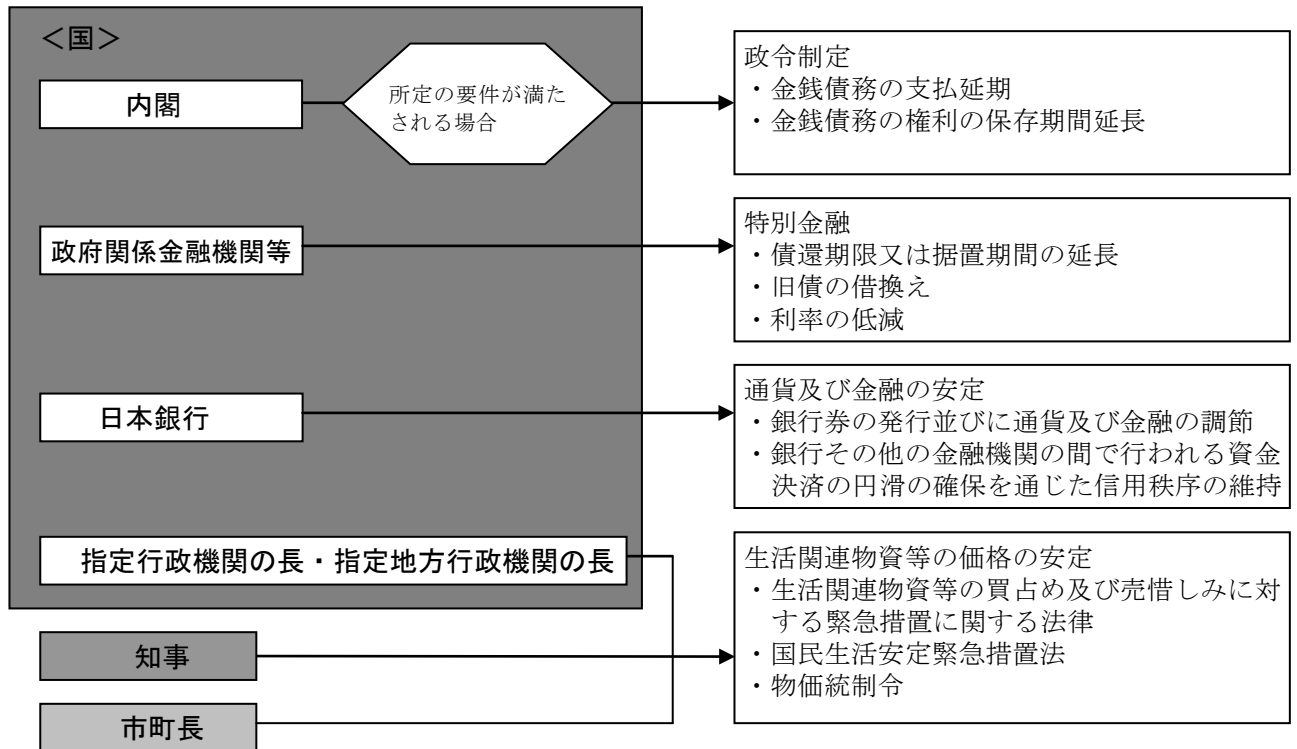 ＜国＞
内閣
所定の要件が満た
される場合
政令制定
・金銭債務の支払延期
・金銭債務の権利の保存期間延長
政府関係金融機関等
特別金融
・償還期限又は据置期間の延長
・旧債の借換え
・利率の低減
日本銀行
通貨及び金融の安定
・銀行券の発行並びに通貨及び金融の調節
・銀行その他の金融機関の間で行われる資金
決済の円滑の確保を通じた信用秩序の維持
指定行政機関の長・指定地方行政機関の長
知事
市町長
生活関連物資等の価格の安定
・生活関連物資等の買占め及び売惜しみに対
する緊急措置に関する法律
・国民生活安定緊急措置法
・物価統制令